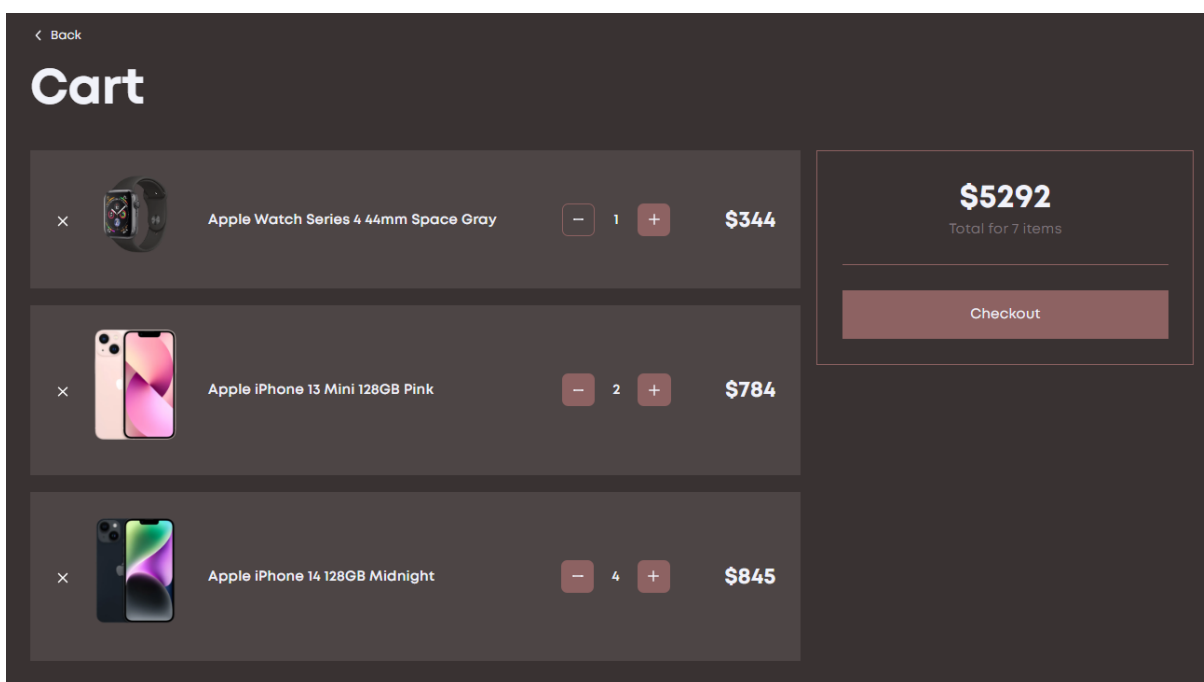 Back
Cart
Apple Watch Series 4 44mm Space Gray
1
$344
Apple iPhone 13 Mini 128GB Pink
2
$784
Apple iPhone 14 128GB Midnight
4
$845
$5292
Total for 7 items
Checkout